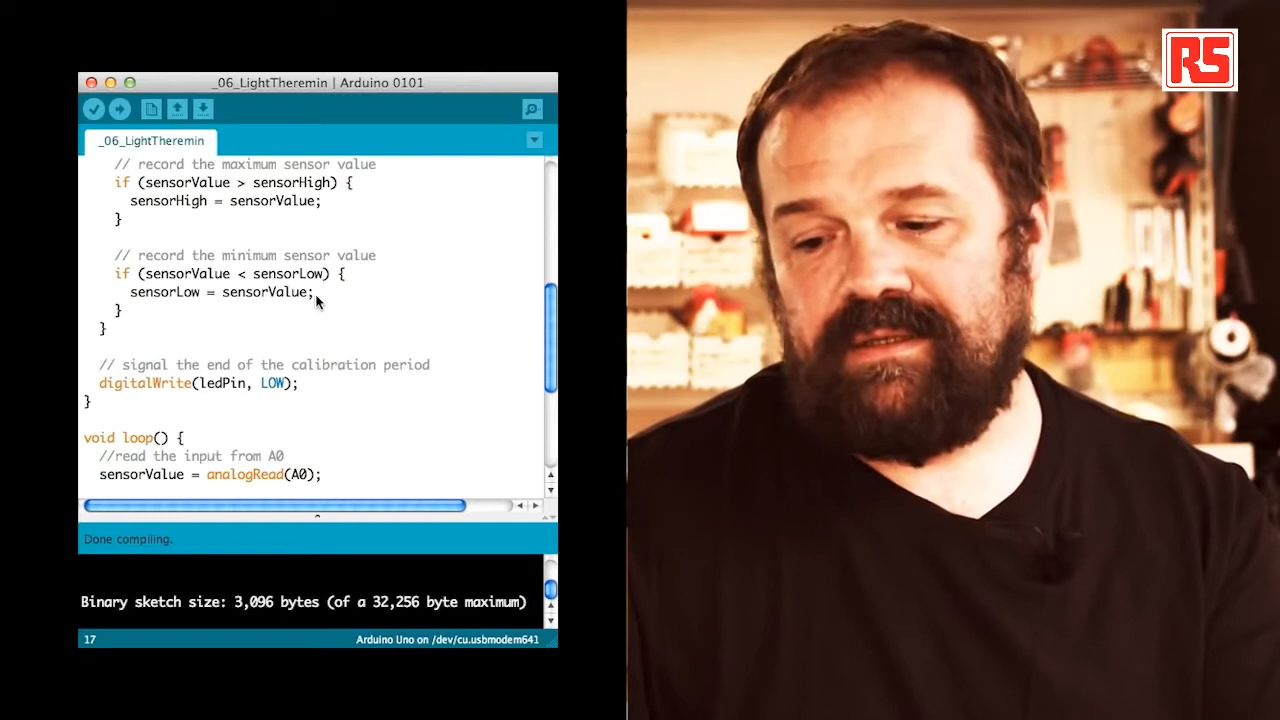 _06_LightTheremin | Arduino 0101
_06_LightTheremin
// record the maximum sensor value
if (sensorValue > sensorHigh) {
sensorHigh = sensorValue;
}
// record the minimum sensor value
if (sensorValue < sensorLow) {
sensorLow = sensorValue;
}
}
// signal the end of the calibration period
digitalWrite(ledPin, LOW);
}
void loop() {
//read the input from A0
sensorValue = analogRead(A0);
Done compiling.
Binary sketch size: 3,096 bytes (of a 32,256 byte maximum)
17
Arduino Uno on /dev/cu.usbmodem641
RS